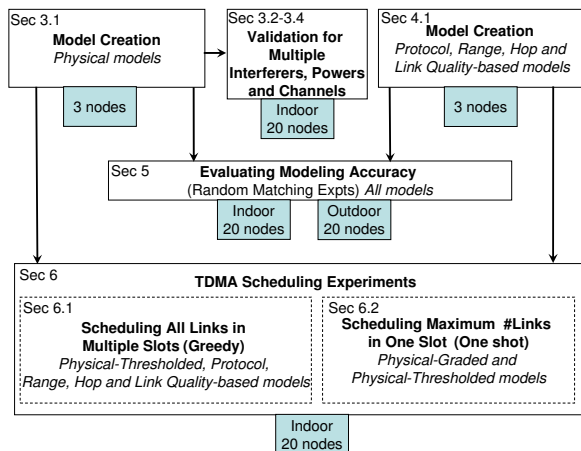 Sec 3.1
Model Creation
Physical models
3 nodes
Sec 3.2-3.4
Validation for
Multiple
Interferers, Powers
and Channels
Indoor
20 nodes
Sec 4.1
Model Creation
Protocol, Range, Hop and
Link Quality-based models
3 nodes
Sec 5
Evaluating Modeling Accuracy
(Random Matching Expts) All models
Indoor
20 nodes
Outdoor
20 nodes
Sec 6
TDMA Scheduling Experiments
Sec 6.1
Scheduling All Links in
Multiple Slots (Greedy)
Physical-Thresholded, Protocol,
Range, Hop and Link Quality-based models
Sec 6.2
Scheduling Maximum #Links
in One Slot (One shot)
Physical-Graded and
Physical-Thresholded models
Indoor
20 nodes